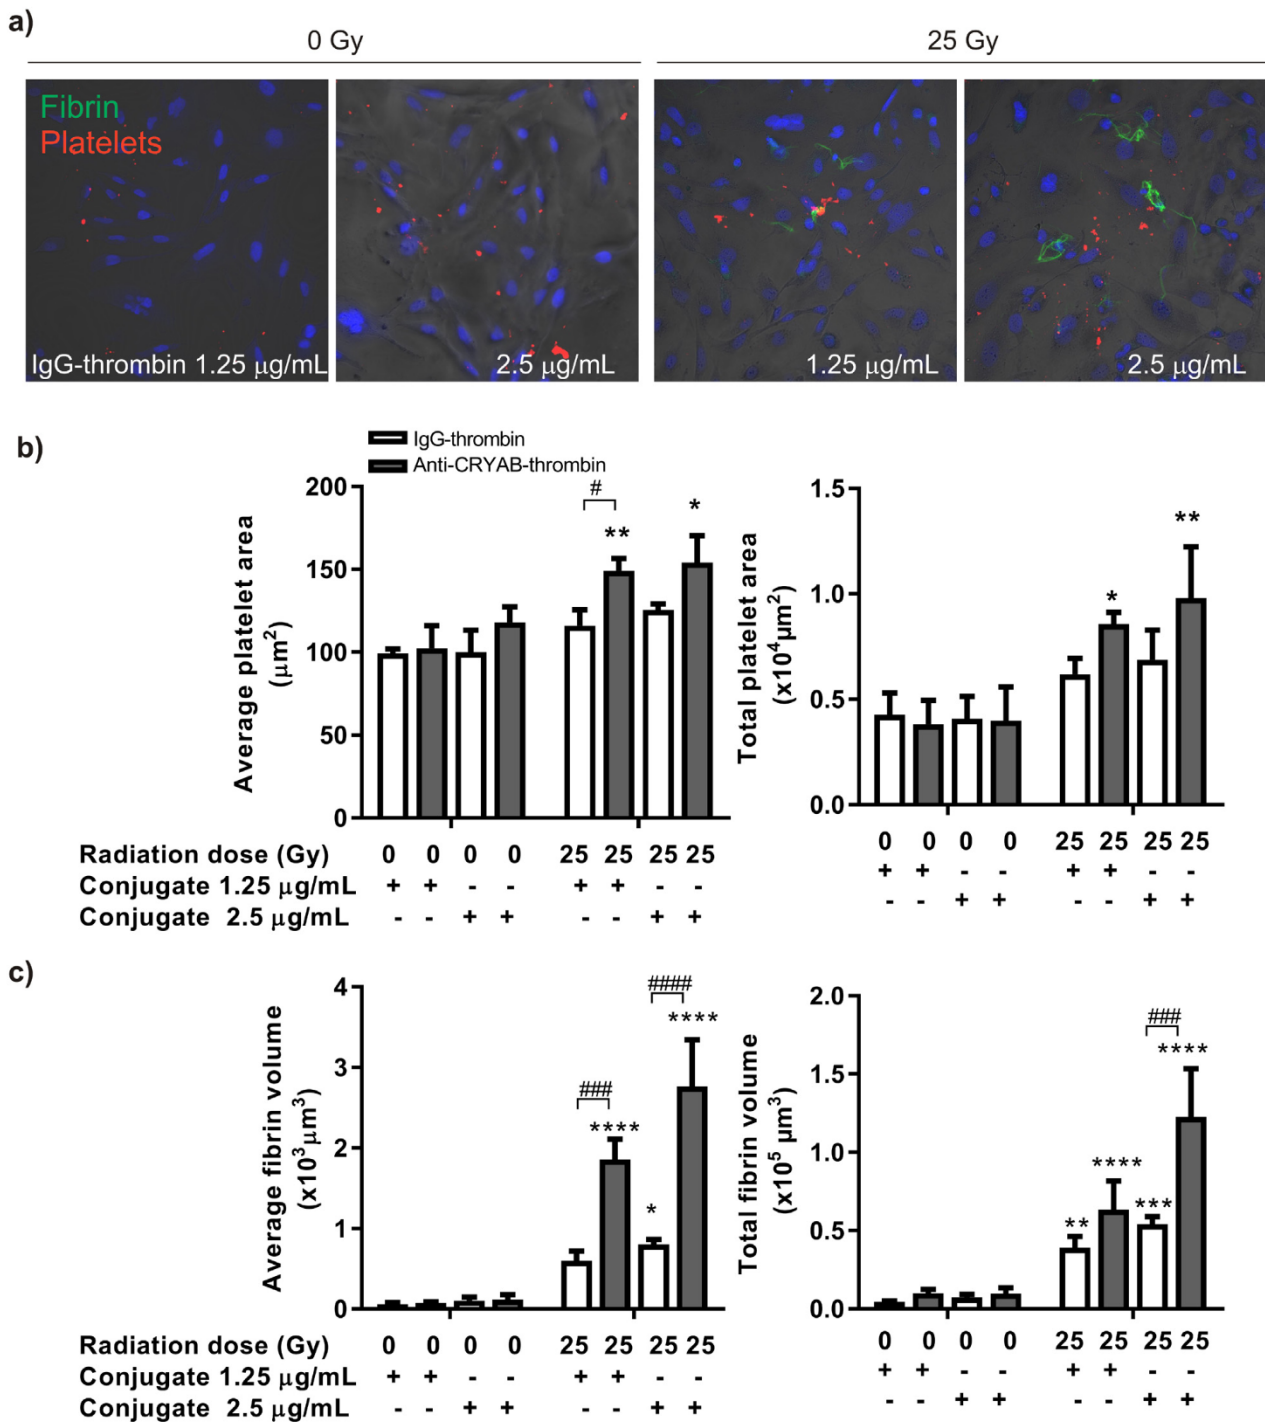 a)
0 Gy
25 Gy
Fibrin
Platelets
IgG-thrombin 1.25 μg/mL
2.5 μg/mL
1.25 μg/mL
2.5 μg/mL
b)
IgG-thrombin
Anti-CRYAB-thrombin
Average platelet area
(μm²)
200
150
100
50
0
#
**
*
Total platelet area
(x10⁴μm²)
1.5
1.0
0.5
0.0
*
**
Radiation dose (Gy) 0 0 0 0 25 25 25 25
Conjugate 1.25 μg/mL + + - - + + - -
Conjugate 2.5 μg/mL - - + + - - + +
0 0 0 0 25 25 25 25
+ + - - + + - -
- - + + - - + +
c)
Average fibrin volume
(x10³μm³)
4
3
2
1
0
###
****
*
####
****
Total fibrin volume
(x10⁵ μm³)
2.0
1.5
1.0
0.5
0.0
**
****
***
###
****
Radiation dose (Gy) 0 0 0 0 25 25 25 25
Conjugate 1.25 μg/mL + + - - + + - -
Conjugate 2.5 μg/mL - - + + - - + +
0 0 0 0 25 25 25 25
+ + - - + + - -
- - + + - - + +